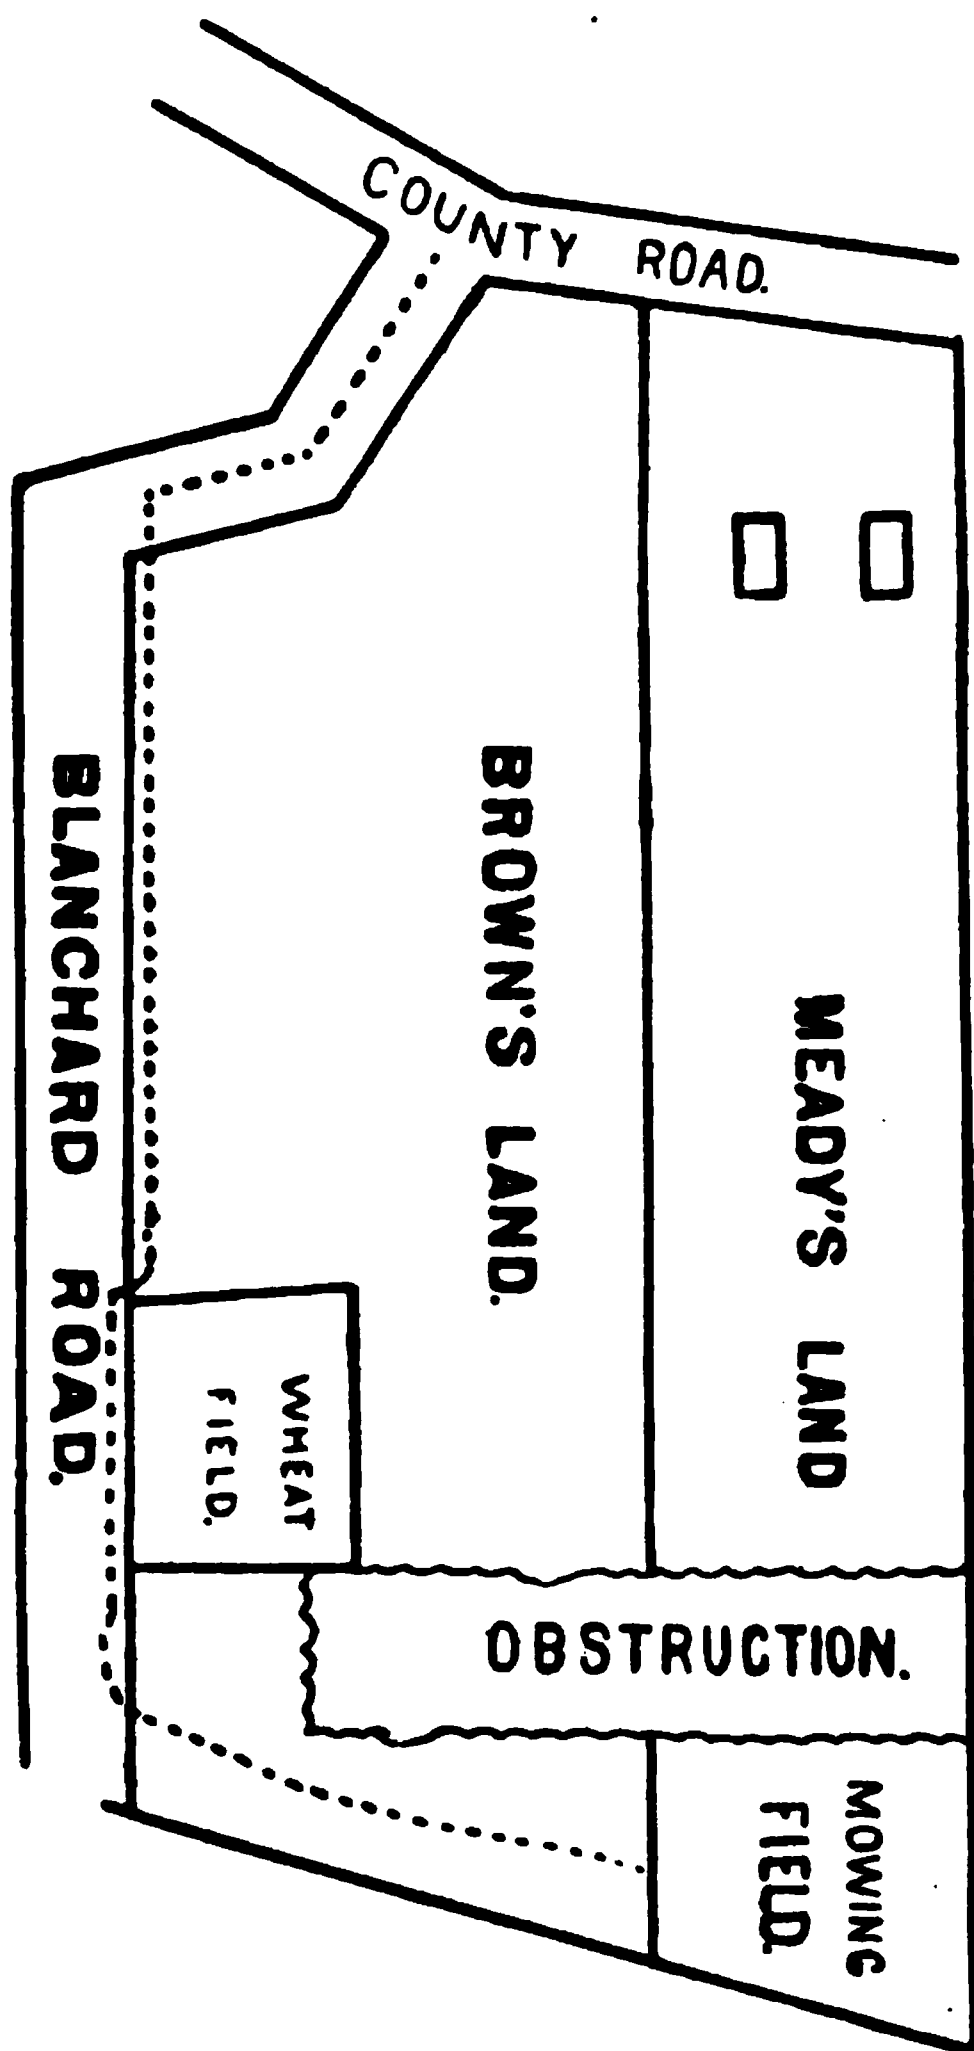 COUNTY ROAD.
BROWN'S LAND.
MEADY'S LAND
BLANCHARD ROAD.
WHEAT
FIELD.
OBSTRUCTION.
MOWING
FIELD.